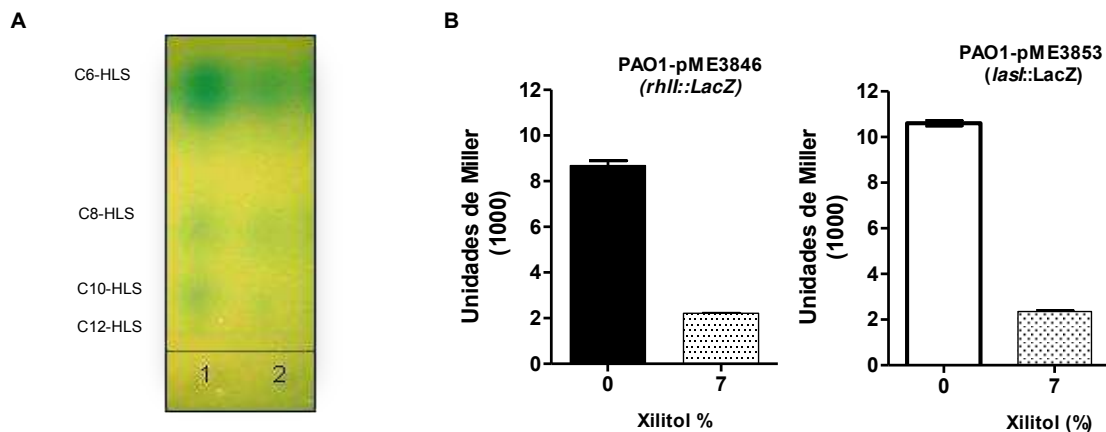 A
C6-HLS
C8-HLS
C10-HLS
C12-HLS
1
2
B
PAO1-pME3846
(rhlI::LacZ)
Unidades de Miller
(1000)
12
10
8
6
4
2
0
0
7
Xilitol %
PAO1-pME3853
(lasI::LacZ)
Unidades de Miller
(1000)
12
10
8
6
4
2
0
0
7
Xilitol (%)